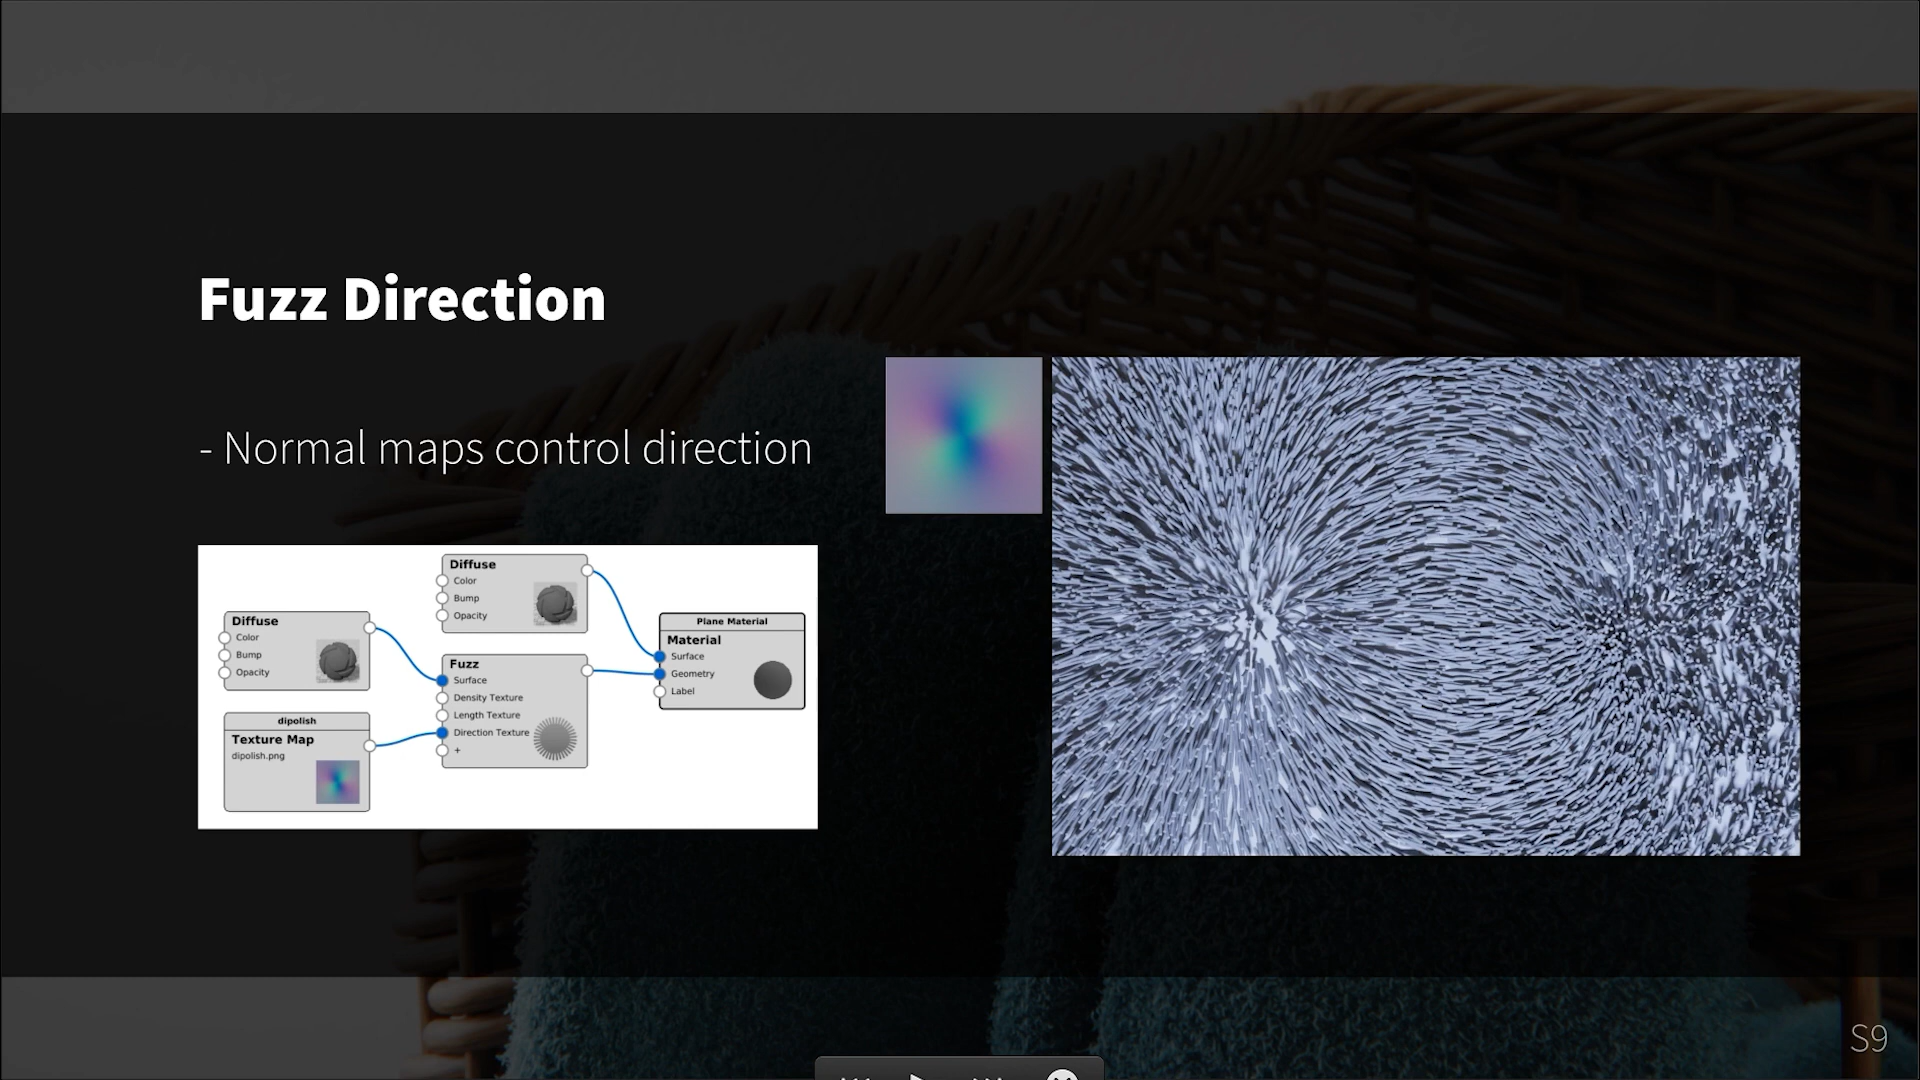 Fuzz Direction
- Normal maps control direction
Diffuse
Color
Bump
Opacity
Diffuse
Color
Bump
Opacity
dipolish
Texture Map
dipolish.png
Fuzz
Surface
Density Texture
Length Texture
Direction Texture
+
Plane Material
Material
Surface
Geometry
Label
S9